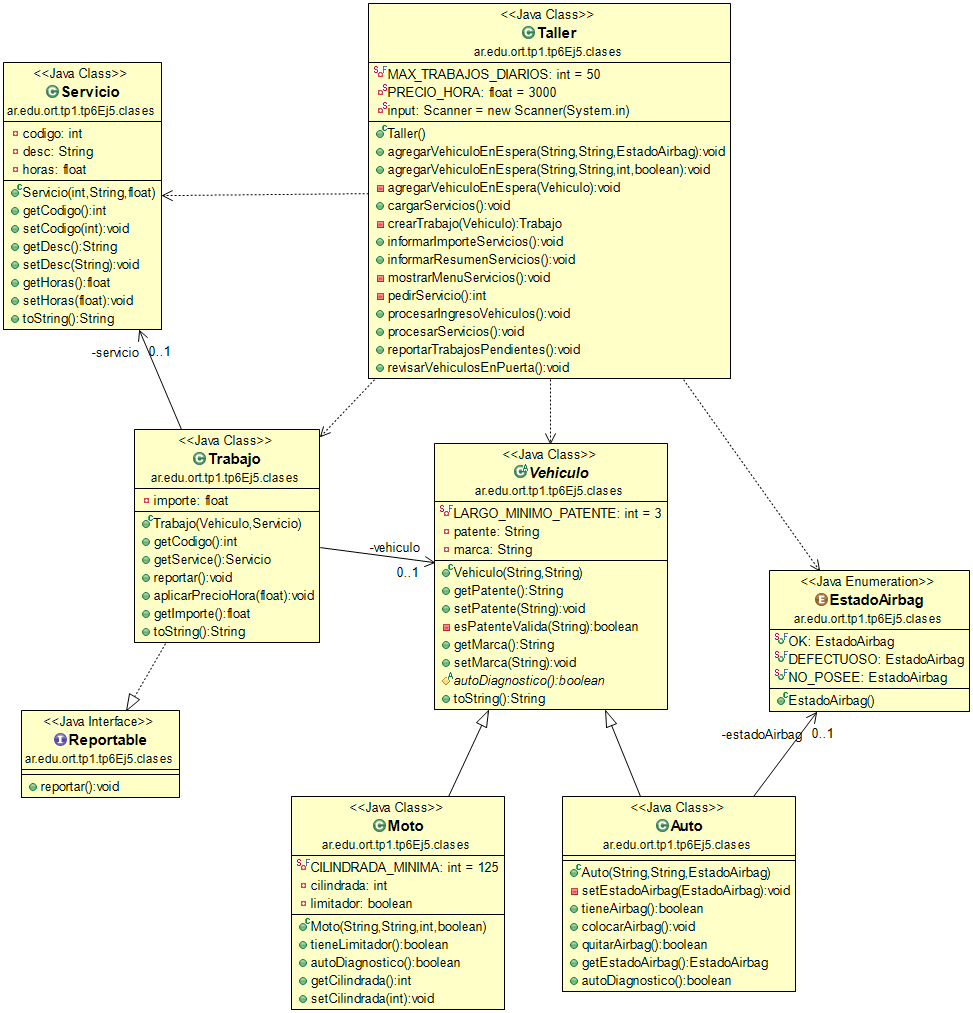 <<Java Class>>
Taller
ar.edu.ort.tp1.tp6Ej5.clases
MAX_TRABAJOS_DIARIOS: int = 50
PRECIO_HORA: float = 3000
input: Scanner = new Scanner(System.in)
Taller()
agregarVehiculoEnEspera(String,String,EstadoAirbag):void
agregarVehiculoEnEspera(String,String,int,boolean):void
agregarVehiculoEnEspera(Vehiculo):void
cargarServicios():void
crearTrabajo(Vehiculo):Trabajo
informarImporteServicios():void
informarResumenServicios():void
mostrarMenuServicios():void
pedirServicio():int
procesarIngresoVehiculos():void
procesarServicios():void
reportarTrabajosPendientes():void
revisarVehiculosEnPuerta():void
<<Java Class>>
Servicio
ar.edu.ort.tp1.tp6Ej5.clases
codigo: int
desc: String
horas: float
Servicio(int,String,float)
getCodigo():int
setCodigo(int):void
getDesc():String
setDesc(String):void
getHoras():float
setHoras(float):void
toString():String
-servicio 0..1
<<Java Class>>
Trabajo
ar.edu.ort.tp1.tp6Ej5.clases
importe: float
Trabajo(Vehiculo,Servicio)
getCodigo():int
getService():Servicio
reportar():void
aplicarPrecioHora(float):void
getImporte():float
toString():String
-vehiculo
0..1
<<Java Class>>
Vehiculo
ar.edu.ort.tp1.tp6Ej5.clases
LARGO_MINIMO_PATENTE: int = 3
patente: String
marca: String
Vehiculo(String,String)
getPatente():String
setPatente(String):void
esPatenteValida(String):boolean
getMarca():String
setMarca(String):void
autoDiagnostico():boolean
toString():String
<<Java Enumeration>>
EstadoAirbag
ar.edu.ort.tp1.tp6Ej5.clases
OK: EstadoAirbag
DEFECTUOSO: EstadoAirbag
NO_POSEE: EstadoAirbag
EstadoAirbag()
-estadoAirbag 0..1
<<Java Interface>>
Reportable
ar.edu.ort.tp1.tp6Ej5.clases
reportar():void
<<Java Class>>
Moto
ar.edu.ort.tp1.tp6Ej5.clases
CILINDRADA_MINIMA: int = 125
cilindrada: int
limitador: boolean
Moto(String,String,int,boolean)
tieneLimitador():boolean
autoDiagnostico():boolean
getCilindrada():int
setCilindrada(int):void
<<Java Class>>
Auto
ar.edu.ort.tp1.tp6Ej5.clases
Auto(String,String,EstadoAirbag)
setEstadoAirbag(EstadoAirbag):void
tieneAirbag():boolean
colocarAirbag():void
quitarAirbag():boolean
getEstadoAirbag():EstadoAirbag
autoDiagnostico():boolean